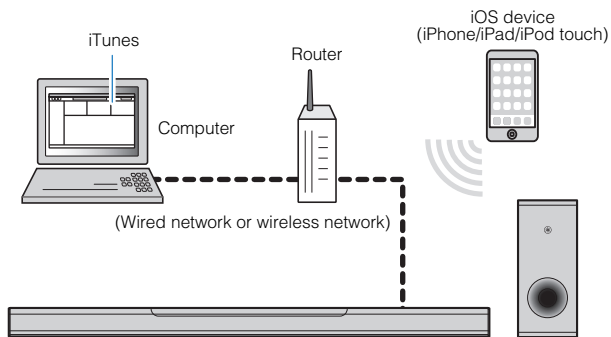 iOS device
(iPhone/iPad/iPod touch)
iTunes
Router
Computer
(Wired network or wireless network)